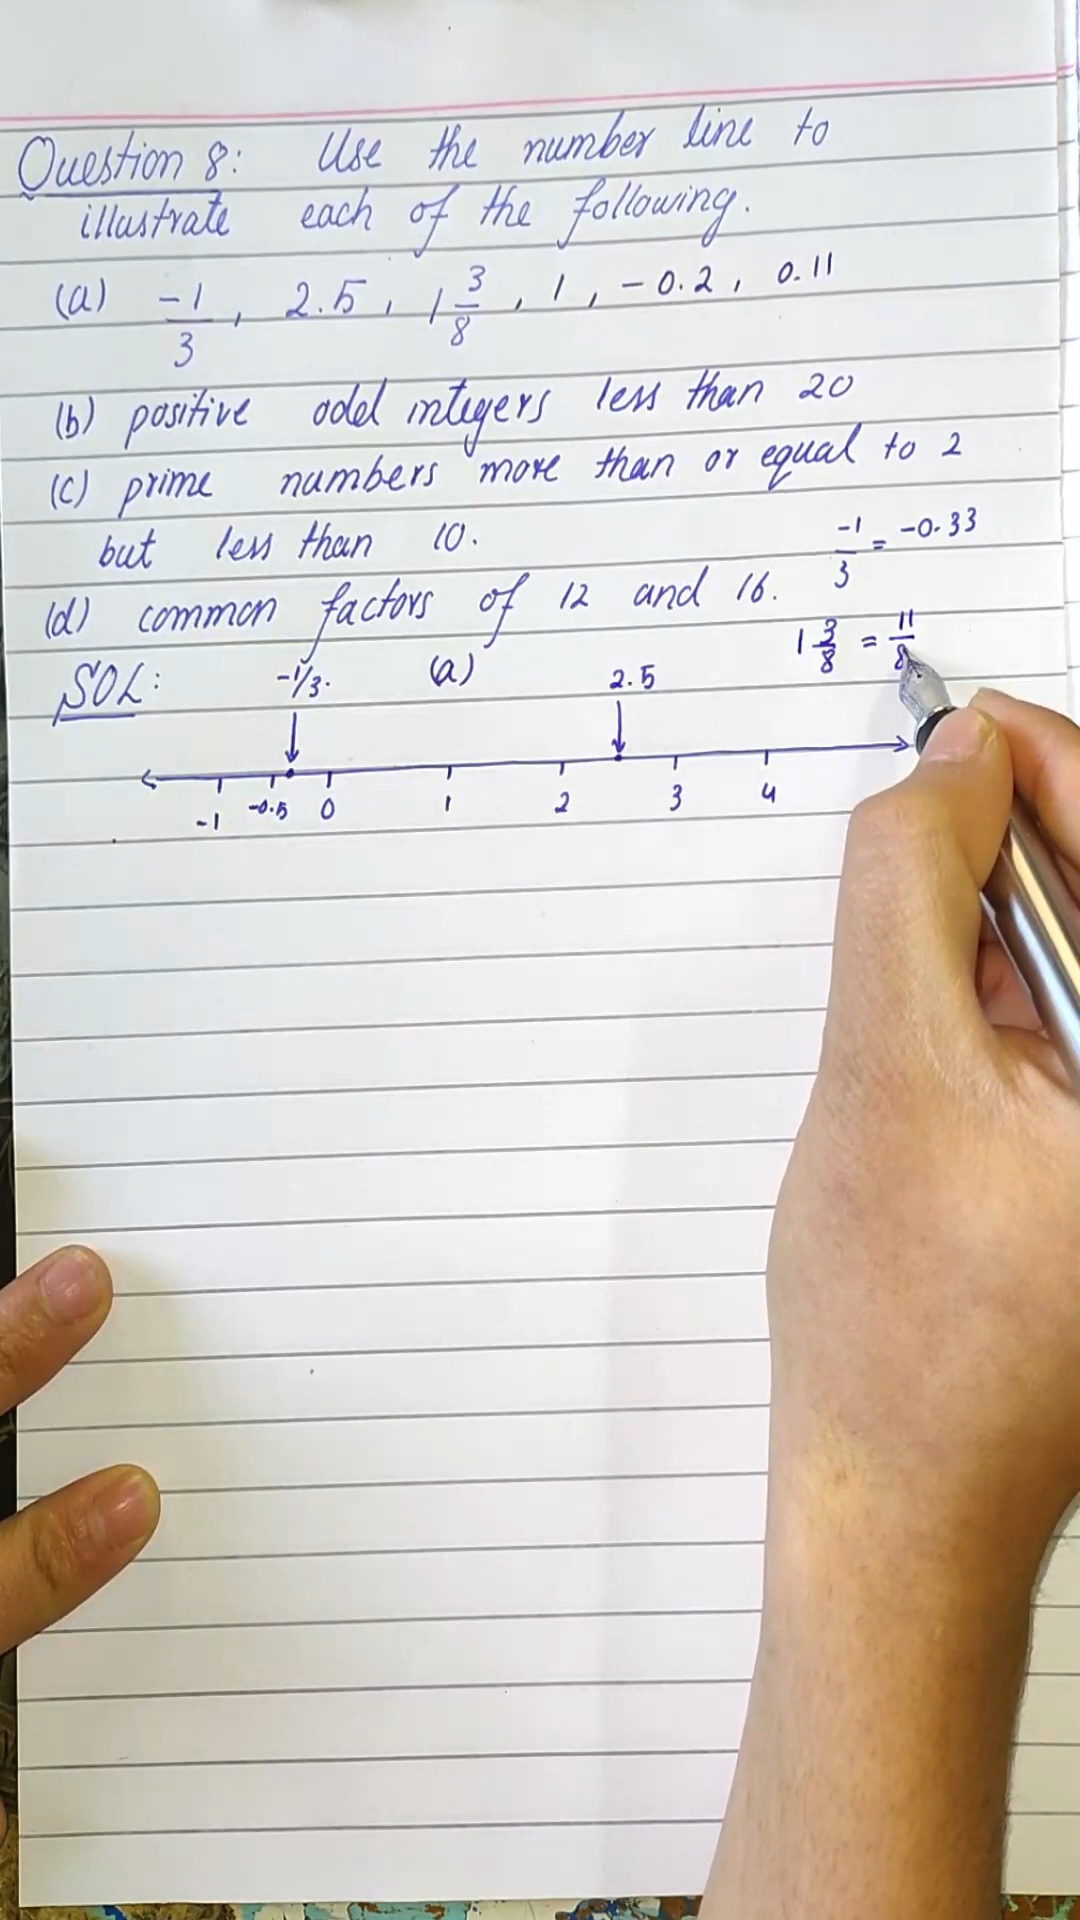 Question 8: Use the number line to
illustrate each of the following.
(a) -1/3, 2.5, 1 3/8, 1, -0.2, 0.11
(b) positive odd integers less than 20
(c) prime numbers more than or equal to 2
but less than 10.
-1/3 = -0.33
(d) common factors of 12 and 16.
1 3/8 = 11/8
SOL: -1/3. (a) 2.5
-1 -0.5 0 1 2 3 4